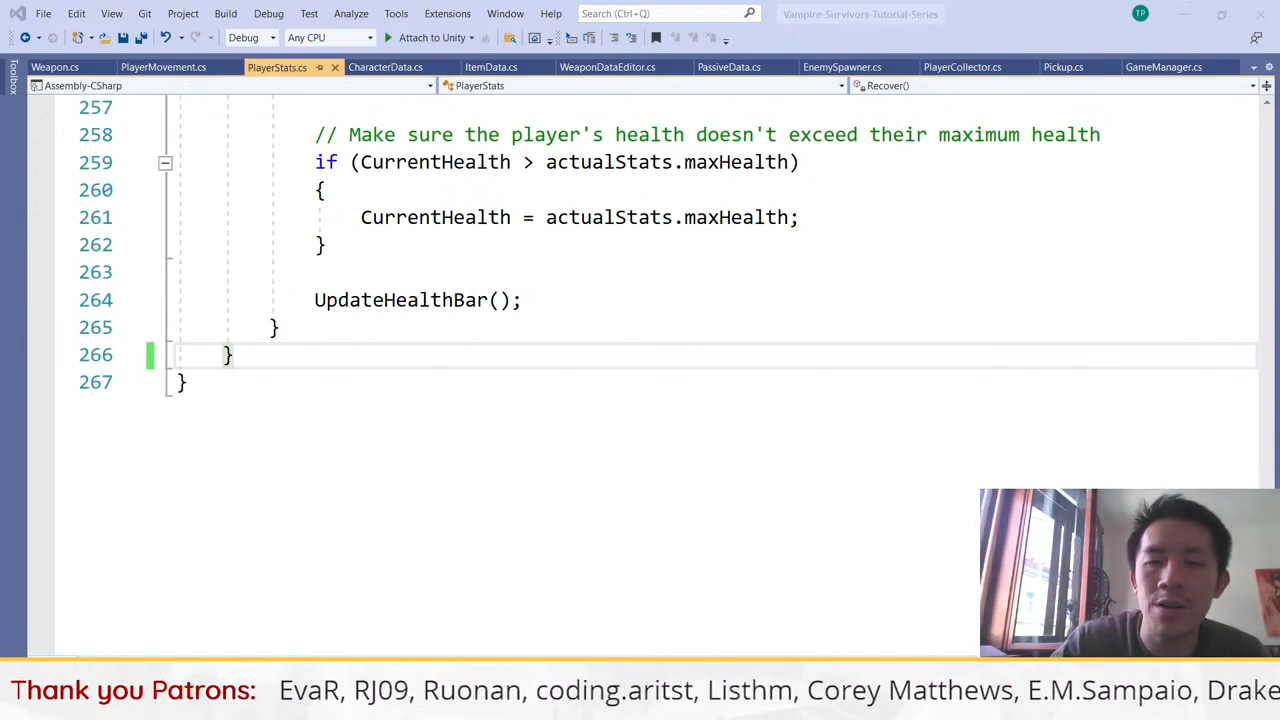 File Edit View Git Project Build Debug Test Analyze Tools Extensions Window Help Search (Ctrl+Q) Vampire-Survivors-Tutorial-Series TP
Debug Any CPU Attach to Unity
Toolbox
Weapon.cs PlayerMovement.cs PlayerStats.cs CharacterData.cs ItemData.cs WeaponDataEditor.cs PassiveData.cs EnemySpawner.cs PlayerCollector.cs Pickup.cs GameManager.cs
Assembly-CSharp PlayerStats Recover()
257
258 // Make sure the player's health doesn't exceed their maximum health
259 if (CurrentHealth > actualStats.maxHealth)
260 {
261 CurrentHealth = actualStats.maxHealth;
262 }
263
264 UpdateHealthBar();
265 }
266 }
267 }
Thank you Patrons: EvaR, RJ09, Ruonan, coding.aritst, Listhm, Corey Matthews, E.M.Sampaio, Drake